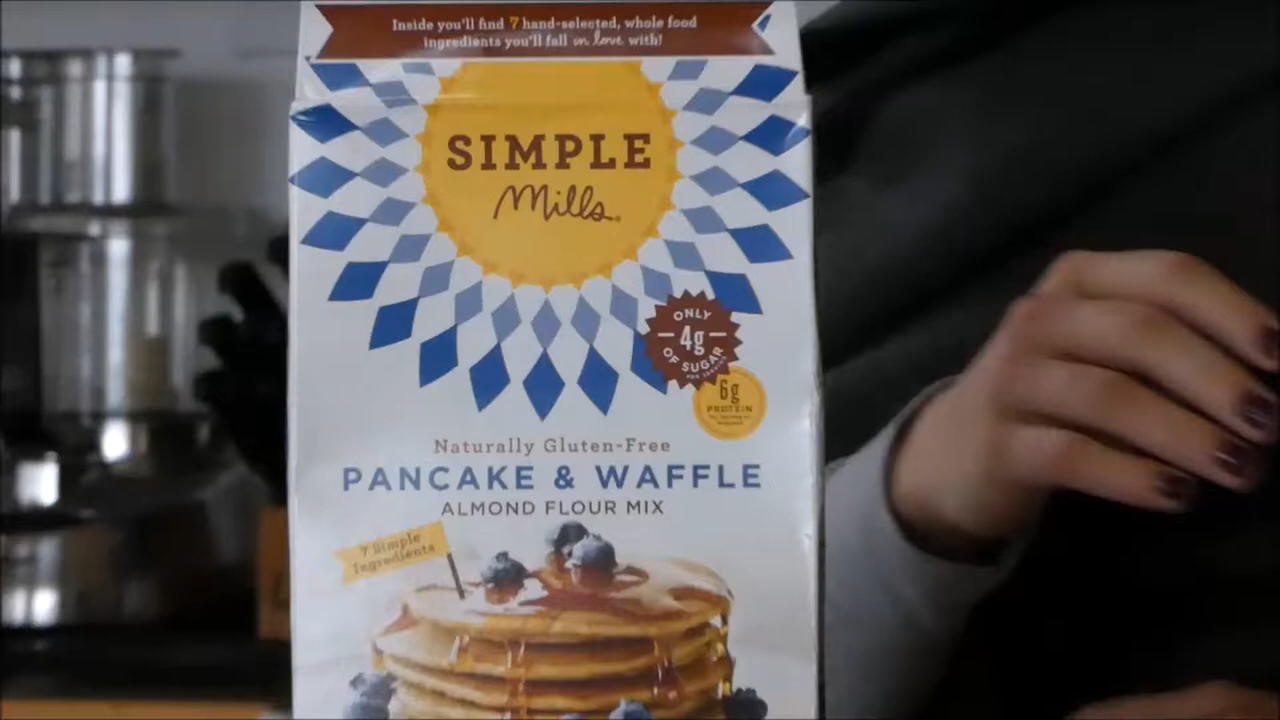 Inside you'll find 7 hand-selected, whole food
ingredients you'll fall in love with!
SIMPLE
Mills®
ONLY
4g
OF SUGAR
6g
PROTEIN
Naturally Gluten-Free
PANCAKE & WAFFLE
ALMOND FLOUR MIX
7 Simple
Ingredients